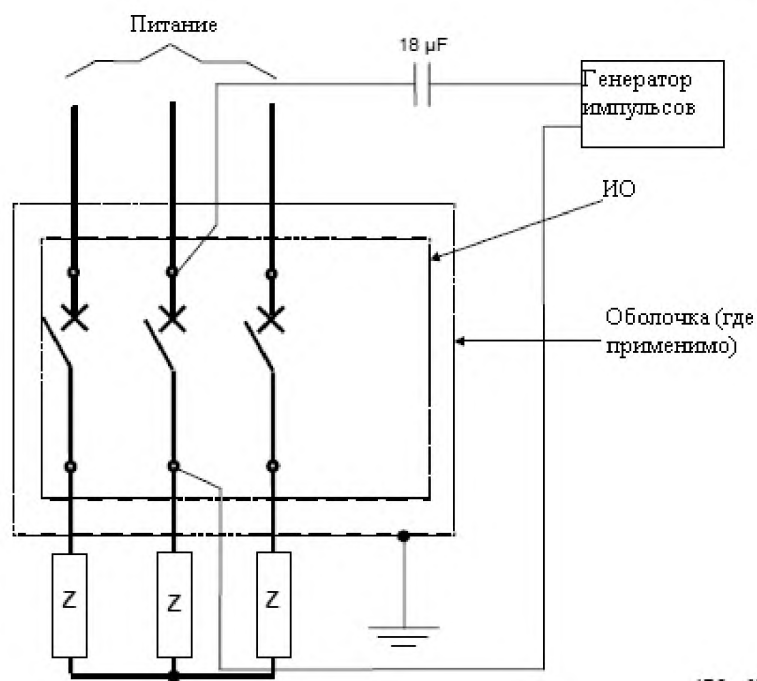 Питание
18 µF
Генератор
импульсов
ИО
Оболочка (где
применимо)
Z
Z
Z